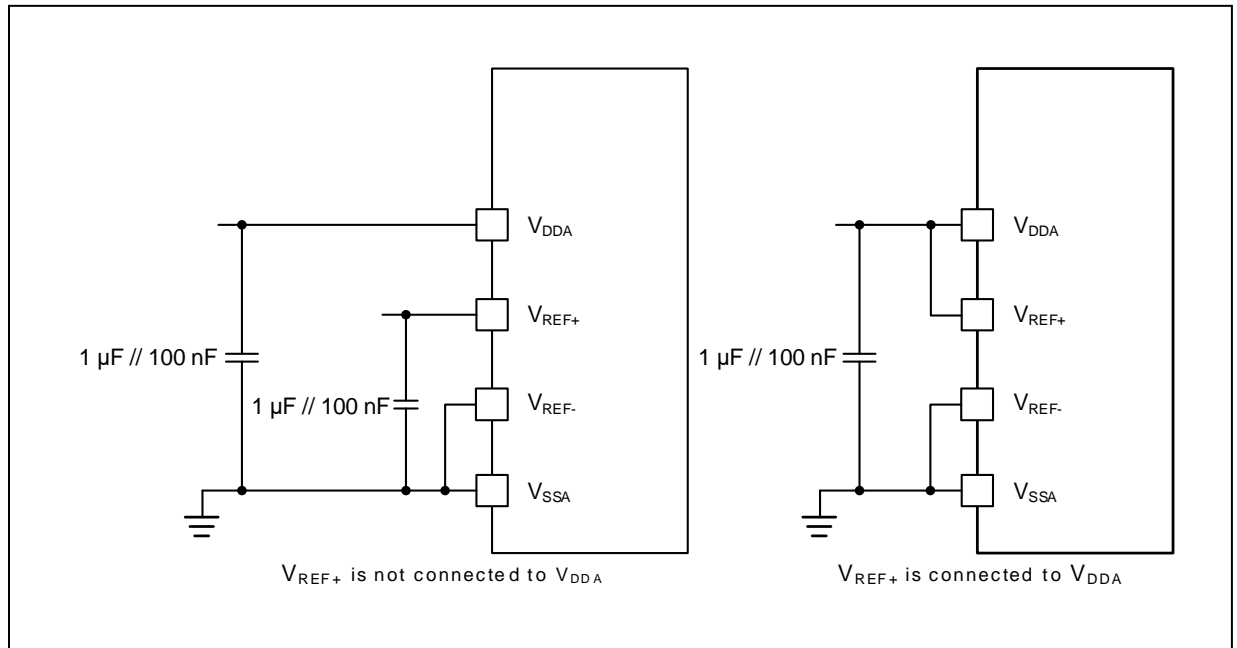 V_DDA
V_REF+
1 µF // 100 nF
1 µF // 100 nF
V_REF-
V_SSA
V_REF+ is not connected to V_DDA
V_DDA
V_REF+
1 µF // 100 nF
V_REF-
V_SSA
V_REF+ is connected to V_DDA